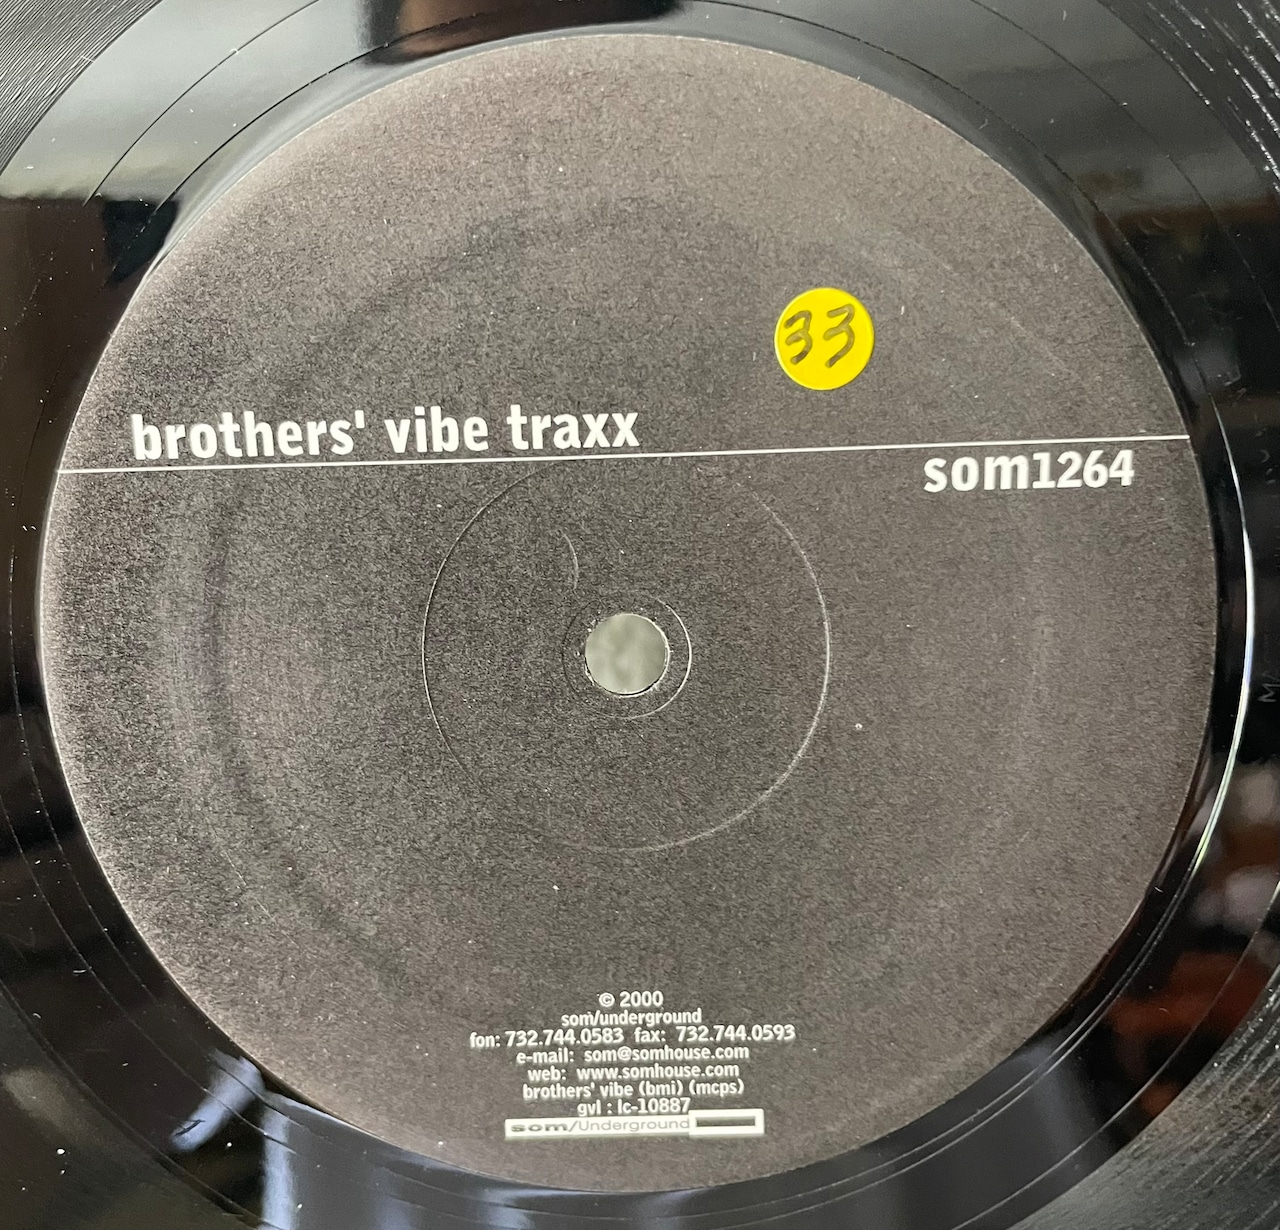 33
brothers' vibe traxx
som1264
© 2000
som/underground
fon: 732.744.0583 fax: 732.744.0593
e-mail: som@somhouse.com
web: www.somhouse.com
brothers' vibe (bmi) (mcps)
gvl : lc-10887
som/Underground